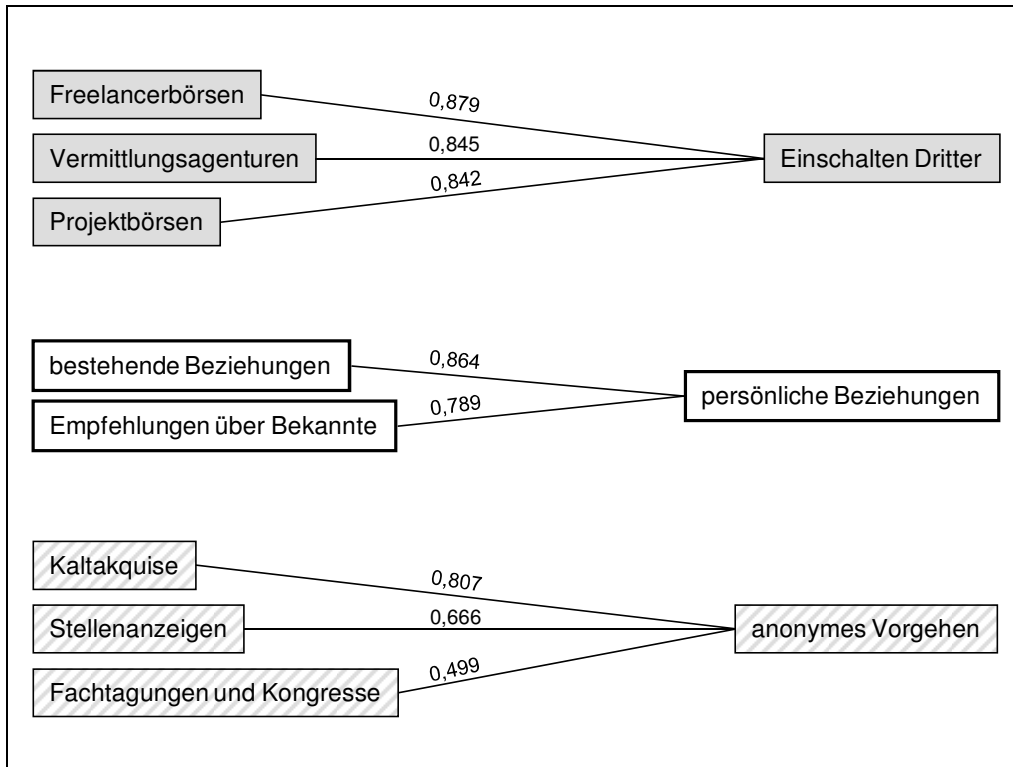 Freelancerbörsen
0,879
Vermittlungsagenturen
0,845
Einschalten Dritter
0,842
Projektbörsen
bestehende Beziehungen
0,864
persönliche Beziehungen
Empfehlungen über Bekannte
0,789
Kaltakquise
0,807
Stellenanzeigen
0,666
anonymes Vorgehen
Fachtagungen und Kongresse
0,499